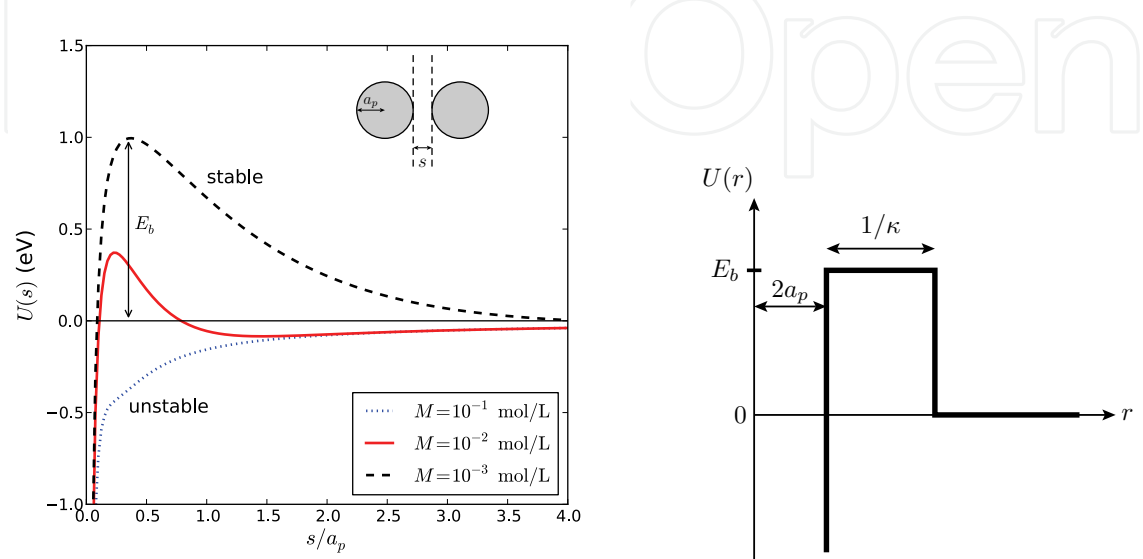 Open
1.5
1.0
0.5
0.0
−0.5
−1.0
U(s) (eV)
0.0 0.5 1.0 1.5 2.0 2.5 3.0 3.5 4.0
s/a_p
a_p
s
stable
E_b
unstable
M=10⁻¹ mol/L
M=10⁻² mol/L
M=10⁻³ mol/L
U(r)
1/κ
E_b
2a_p
0
r